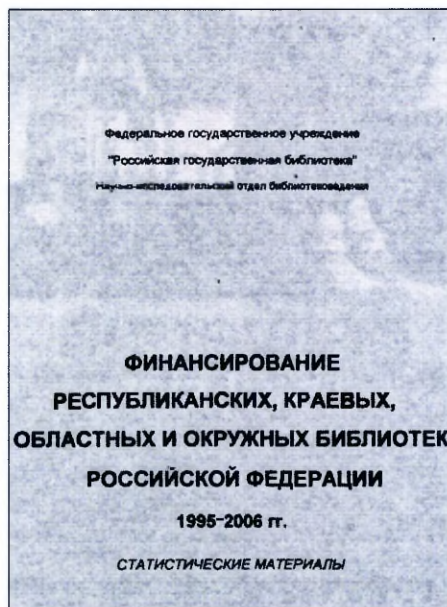 Федеральное государственное учреждение
"Российская государственная библиотека"
Научно-исследовательский отдел библиотековедения
ФИНАНСИРОВАНИЕ
РЕСПУБЛИКАНСКИХ, КРАЕВЫХ,
ОБЛАСТНЫХ И ОКРУЖНЫХ БИБЛИОТЕК
РОССИЙСКОЙ ФЕДЕРАЦИИ
1995-2006 гг.
СТАТИСТИЧЕСКИЕ МАТЕРИАЛЫ